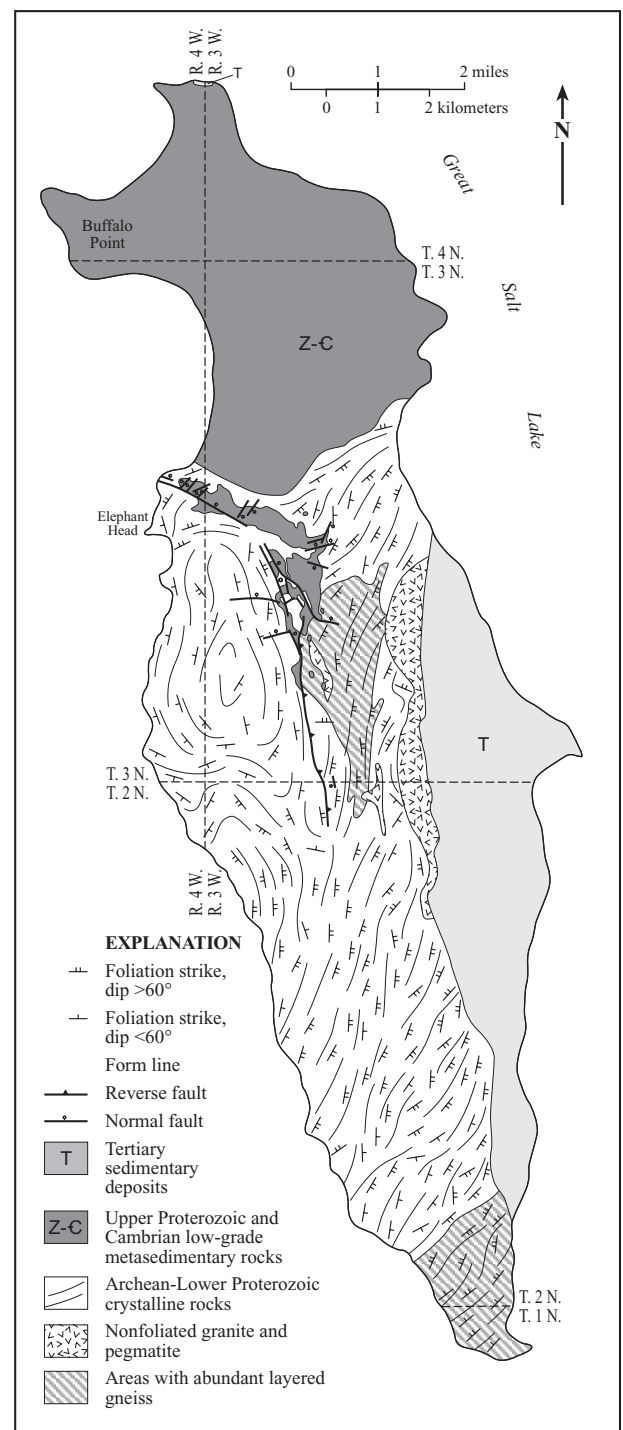 R. 4 W.
R. 3 W.
T
0 1 2 miles
0 1 2 kilometers
N
Great
Salt
Lake
Buffalo
Point
T. 4 N.
T. 3 N.
Z-Ꞓ
Elephant
Head
T
T. 3 N.
T. 2 N.
R. 4 W.
R. 3 W.
EXPLANATION
Foliation strike,
dip >60°
Foliation strike,
dip <60°
Form line
Reverse fault
Normal fault
T
Tertiary
sedimentary
deposits
Z-Ꞓ
Upper Proterozoic and
Cambrian low-grade
metasedimentary rocks
Archean-Lower Proterozoic
crystalline rocks
Nonfoliated granite and
pegmatite
Areas with abundant layered
gneiss
T. 2 N.
T. 1 N.